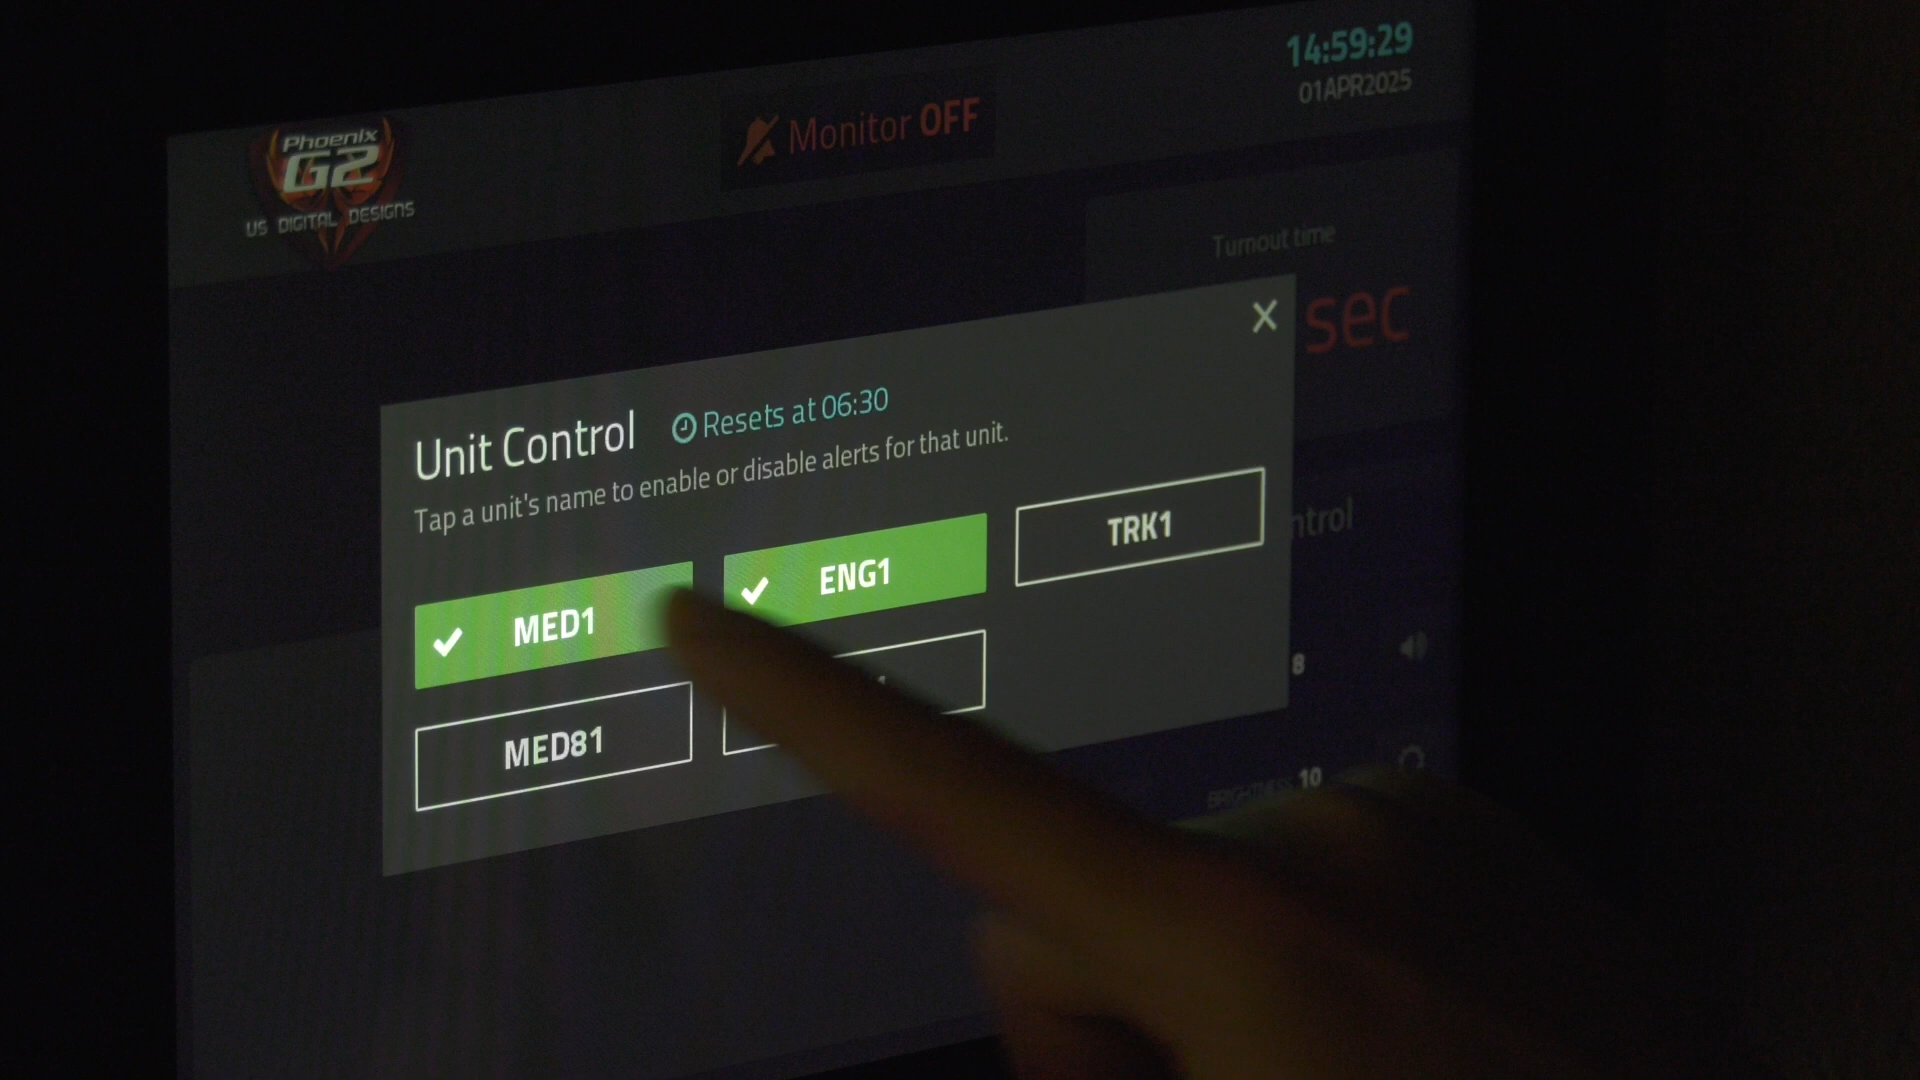 Phoenix
G2
US DIGITAL DESIGNS
Monitor OFF
14:59:29
01APR2025
Turnout time
sec
Unit Control
Resets at 06:30
Tap a unit's name to enable or disable alerts for that unit.
MED1
ENG1
TRK1
MED81
8
BRIGHTNESS 10